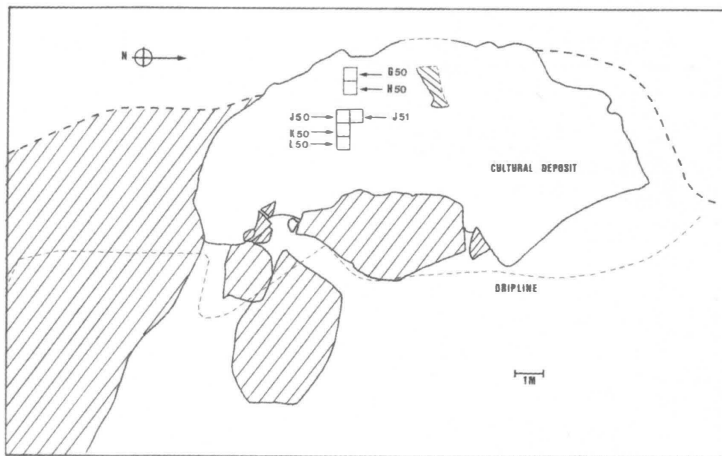 N
G50
H50
J50
J51
K50
L50
CULTURAL DEPOSIT
DRIPLINE
1M